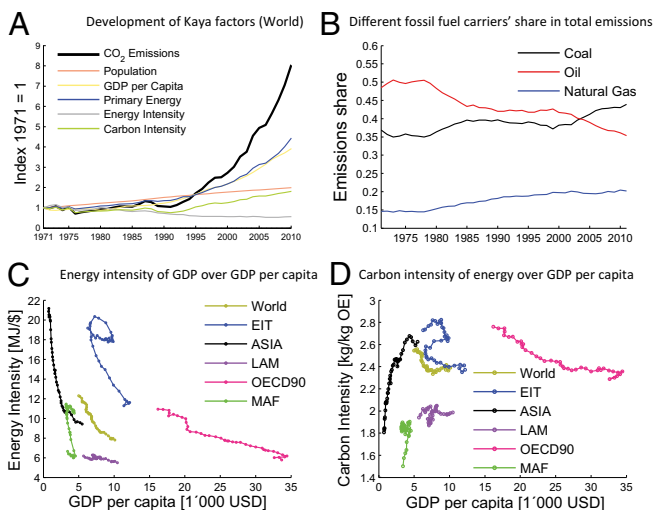 A Development of Kaya factors (World)
Index 1971 = 1
9
8
7
6
5
4
3
2
1
0
CO2 Emissions
Population
GDP per Capita
Primary Energy
Energy Intensity
Carbon Intensity
1971 1975 1980 1985 1990 1995 2000 2005 2010
B Different fossil fuel carriers’ share in total emissions
Emissions share
0.6
0.55
0.5
0.45
0.4
0.35
0.3
0.25
0.2
0.15
0.1
Coal
Oil
Natural Gas
1975 1980 1985 1990 1995 2000 2005 2010
C Energy intensity of GDP over GDP per capita
Energy Intensity [MJ/$]
22
20
18
16
14
12
10
8
6
4
World
EIT
ASIA
LAM
OECD90
MAF
0 5 10 15 20 25 30 35
GDP per capita [1´000 USD]
D Carbon intensity of energy over GDP per capita
Carbon Intensity [kg/kg OE]
3
2.8
2.6
2.4
2.2
2
1.8
1.6
1.4
World
EIT
ASIA
LAM
OECD90
MAF
0 5 10 15 20 25 30 35
GDP per capita [1´000 USD]